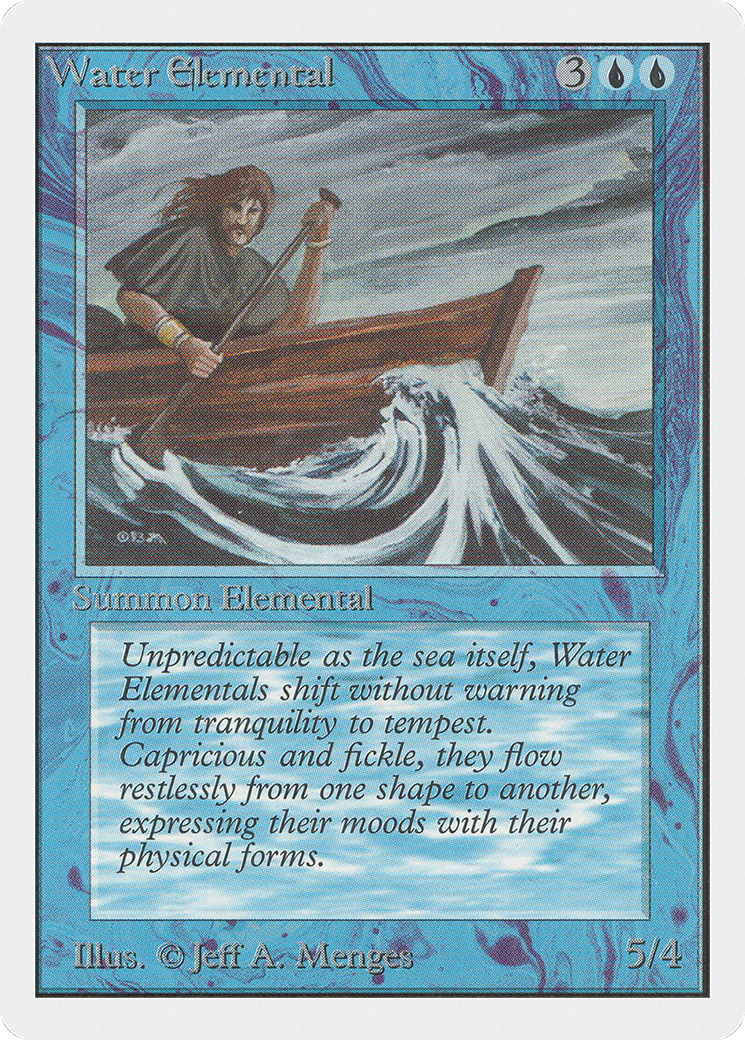 Water Elemental
3
Summon Elemental
Unpredictable as the sea itself, Water
Elementals shift without warning
from tranquility to tempest.
Capricious and fickle, they flow
restlessly from one shape to another,
expressing their moods with their
physical forms.
Illus. © Jeff A. Menges
5/4